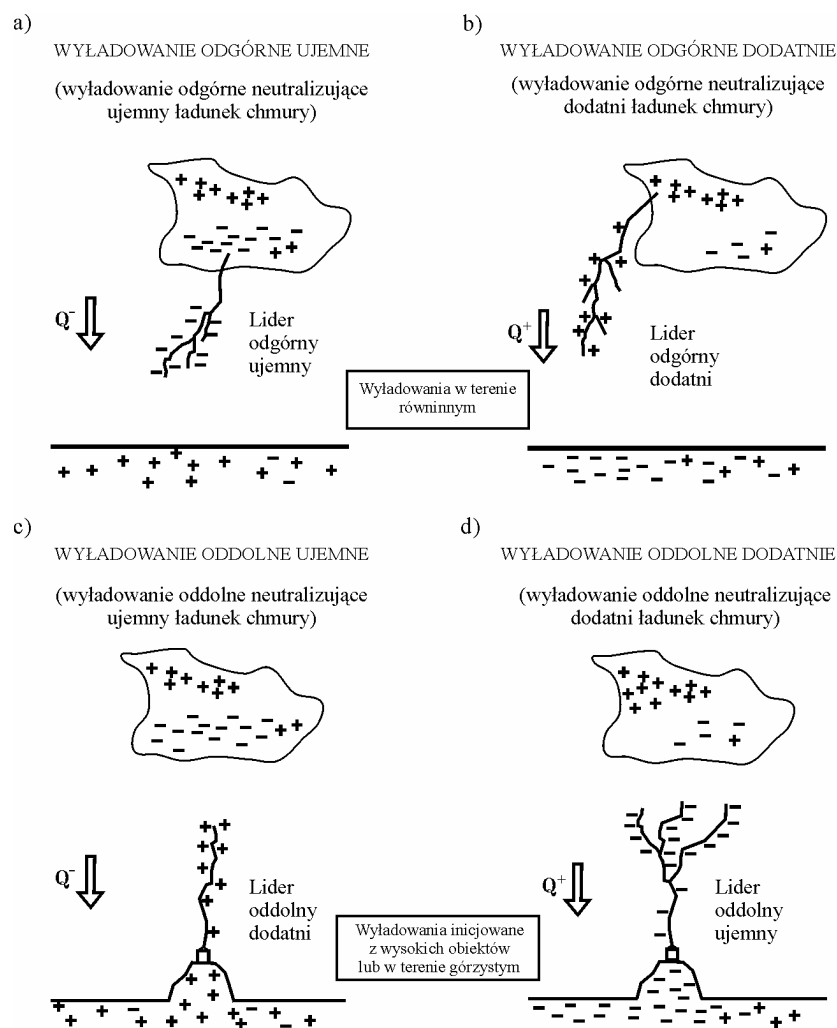 a)
WYŁADOWANIE ODGÓRNE UJEMNE
(wyładowanie odgórne neutralizujące
ujemny ładunek chmury)
Q⁻
Lider
odgórny
ujemny
b)
WYŁADOWANIE ODGÓRNE DODATNIE
(wyładowanie odgórne neutralizujące
dodatni ładunek chmury)
Q⁺
Lider
odgórny
dodatni
Wyładowania w terenie
równinnym
c)
WYŁADOWANIE ODDOLNE UJEMNE
(wyładowanie oddolne neutralizujące
ujemny ładunek chmury)
Q⁻
Lider
oddolny
dodatni
d)
WYŁADOWANIE ODDOLNE DODATNIE
(wyładowanie oddolne neutralizujące
dodatni ładunek chmury)
Q⁺
Lider
oddolny
ujemny
Wyładowania inicjowane
z wysokich obiektów
lub w terenie górzystym